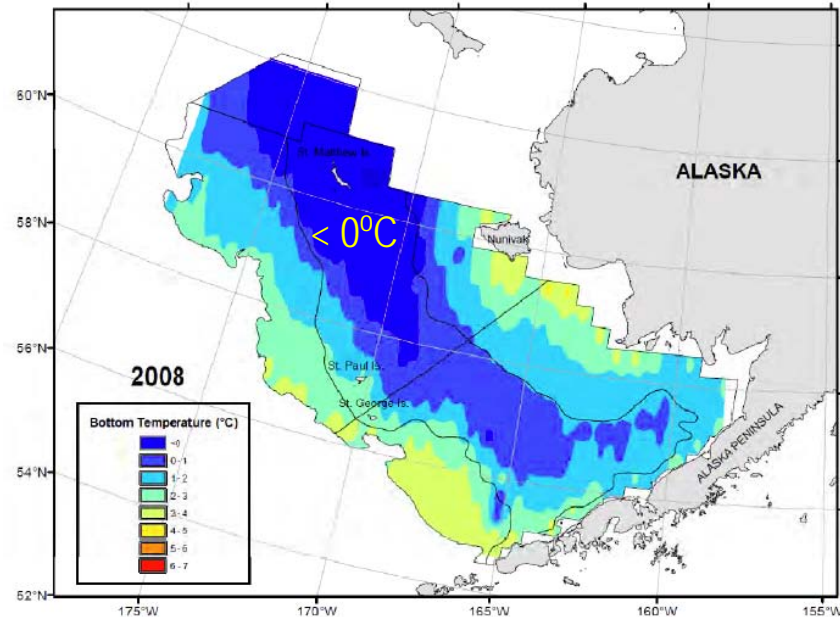 60°N
58°N
56°N
54°N
52°N
ALASKA
St. Matthew Is.
< 0⁰C
Nunivak
2008
St. Paul Is.
St. George Is.
ALASKA PENINSULA
Bottom Temperature (°C)
<0
0 - 1
1 - 2
2 - 3
3 - 4
4 - 5
5 - 6
6 - 7
175°W
170°W
165°W
160°W
155°W